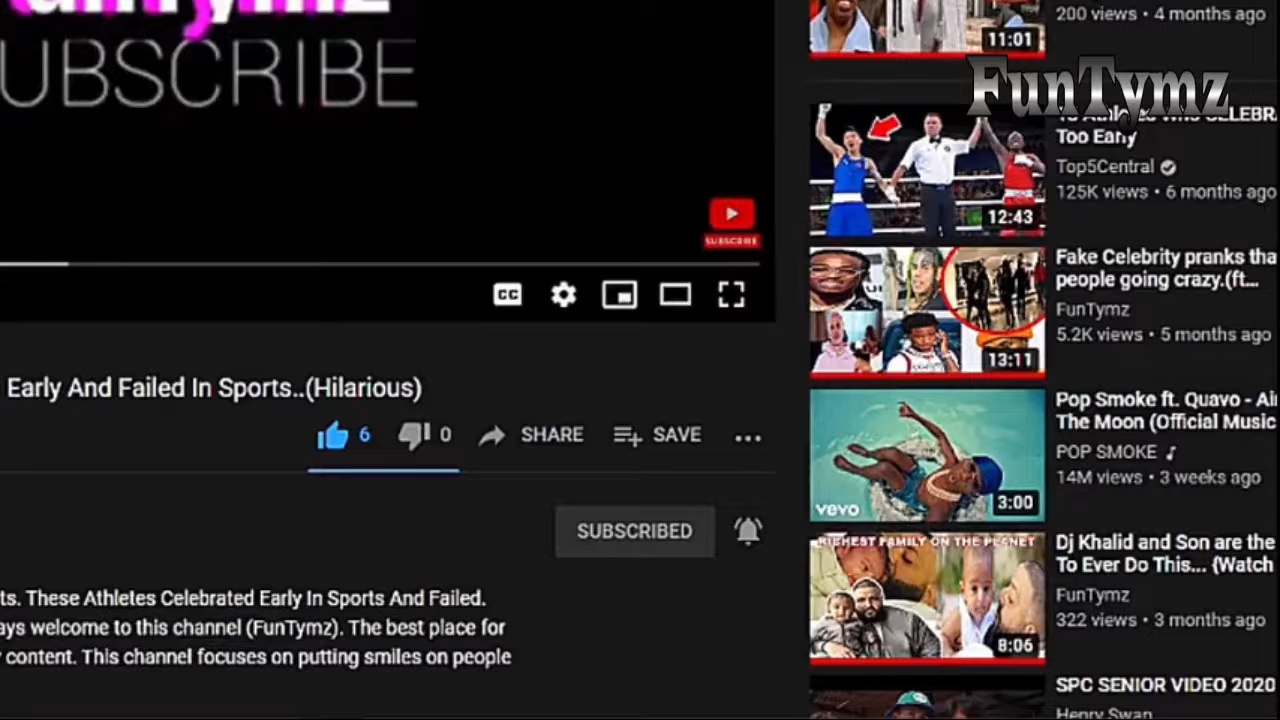 UBSCRIBE
SUBSCRIBE
CC
Early And Failed In Sports..(Hilarious)
6
0
SHARE
SAVE
SUBSCRIBED
ts. These Athletes Celebrated Early In Sports And Failed.
ays welcome to this channel (FunTymz). The best place for
content. This channel focuses on putting smiles on people
FunTymz
11:01
200 views • 4 months ago
12:43
Too Early
Top5Central
125K views • 6 months ago
13:11
Fake Celebrity pranks tha
people going crazy.(ft...
FunTymz
5.2K views • 5 months ago
vevo
3:00
Pop Smoke ft. Quavo - Ai
The Moon (Official Music
POP SMOKE
14M views • 3 weeks ago
RICHEST FAMILY ON THE PLANET
8:06
Dj Khalid and Son are the
To Ever Do This... {Watch
FunTymz
322 views • 3 months ago
SPC SENIOR VIDEO 2020
Henry Swan